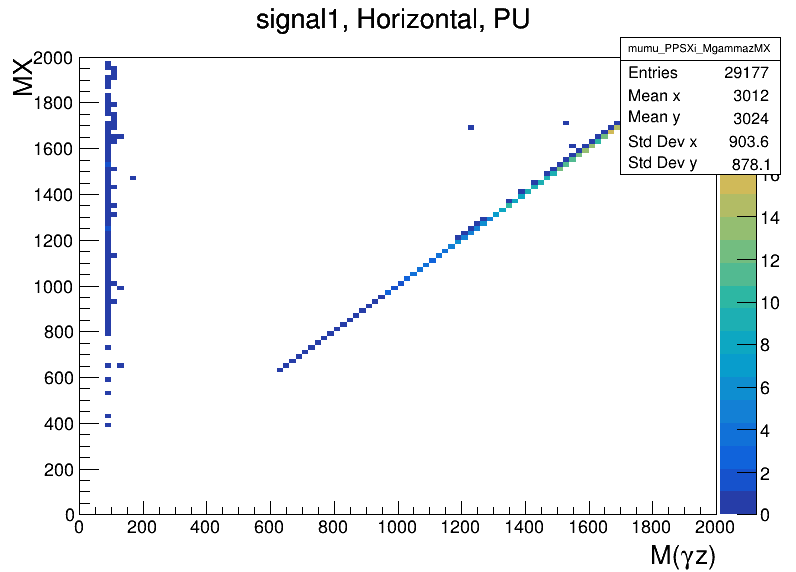 signal1, Horizontal, PU
mumu_PPSXi_MgammazMX
Entries 29177
Mean x 3012
Mean y 3024
Std Dev x 903.6
Std Dev y 878.1
MX
2000
1800
1600
1400
1200
1000
800
600
400
200
0
0 200 400 600 800 1000 1200 1400 1600 1800 2000
M(γz)
14
12
10
8
6
4
2
0